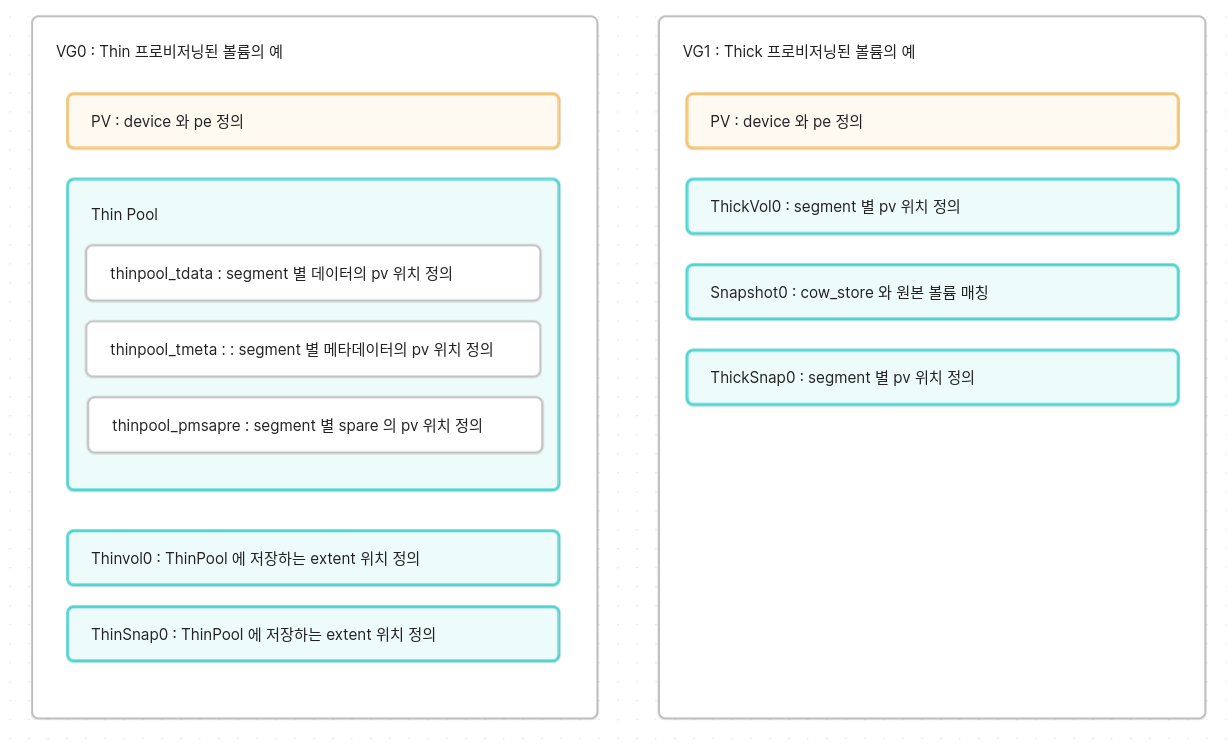 VG0 : Thin 프로비저닝된 볼륨의 예
PV : device 와 pe 정의
Thin Pool
thinpool_tdata : segment 별 데이터의 pv 위치 정의
thinpool_tmeta : : segment 별 메타데이터의 pv 위치 정의
thinpool_pmsapre : segment 별 spare 의 pv 위치 정의
Thinvol0 : ThinPool 에 저장하는 extent 위치 정의
ThinSnap0 : ThinPool 에 저장하는 extent 위치 정의
VG1 : Thick 프로비저닝된 볼륨의 예
PV : device 와 pe 정의
ThickVol0 : segment 별 pv 위치 정의
Snapshot0 : cow_store 와 원본 볼륨 매칭
ThickSnap0 : segment 별 pv 위치 정의